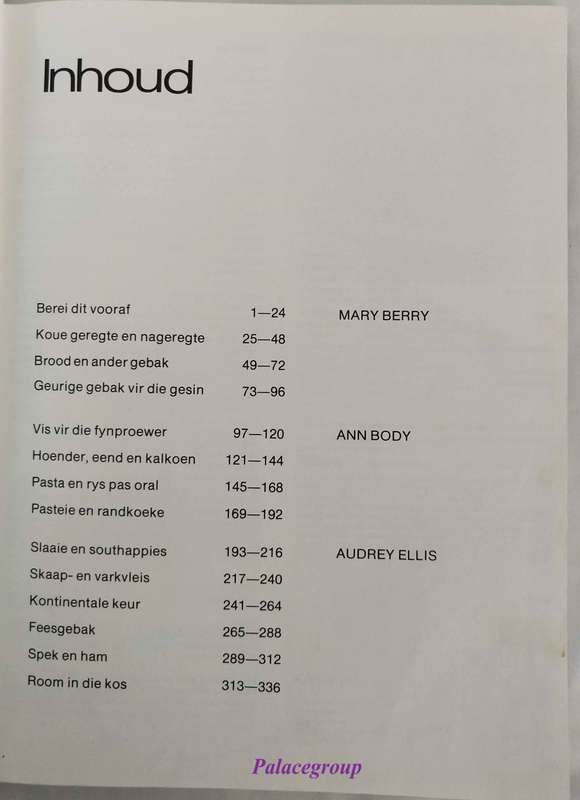 Inhoud
Berei dit vooraf 1—24 MARY BERRY
Koue geregte en nageregte 25—48
Brood en ander gebak 49—72
Geurige gebak vir die gesin 73—96
Vis vir die fynproewer 97—120 ANN BODY
Hoender, eend en kalkoen 121—144
Pasta en rys pas oral 145—168
Pasteie en randkoeke 169—192
Slaaie en southappies 193—216 AUDREY ELLIS
Skaap- en varkvleis 217—240
Kontinentale keur 241—264
Feesgebak 265—288
Spek en ham 289—312
Room in die kos 313—336
Palacegroup